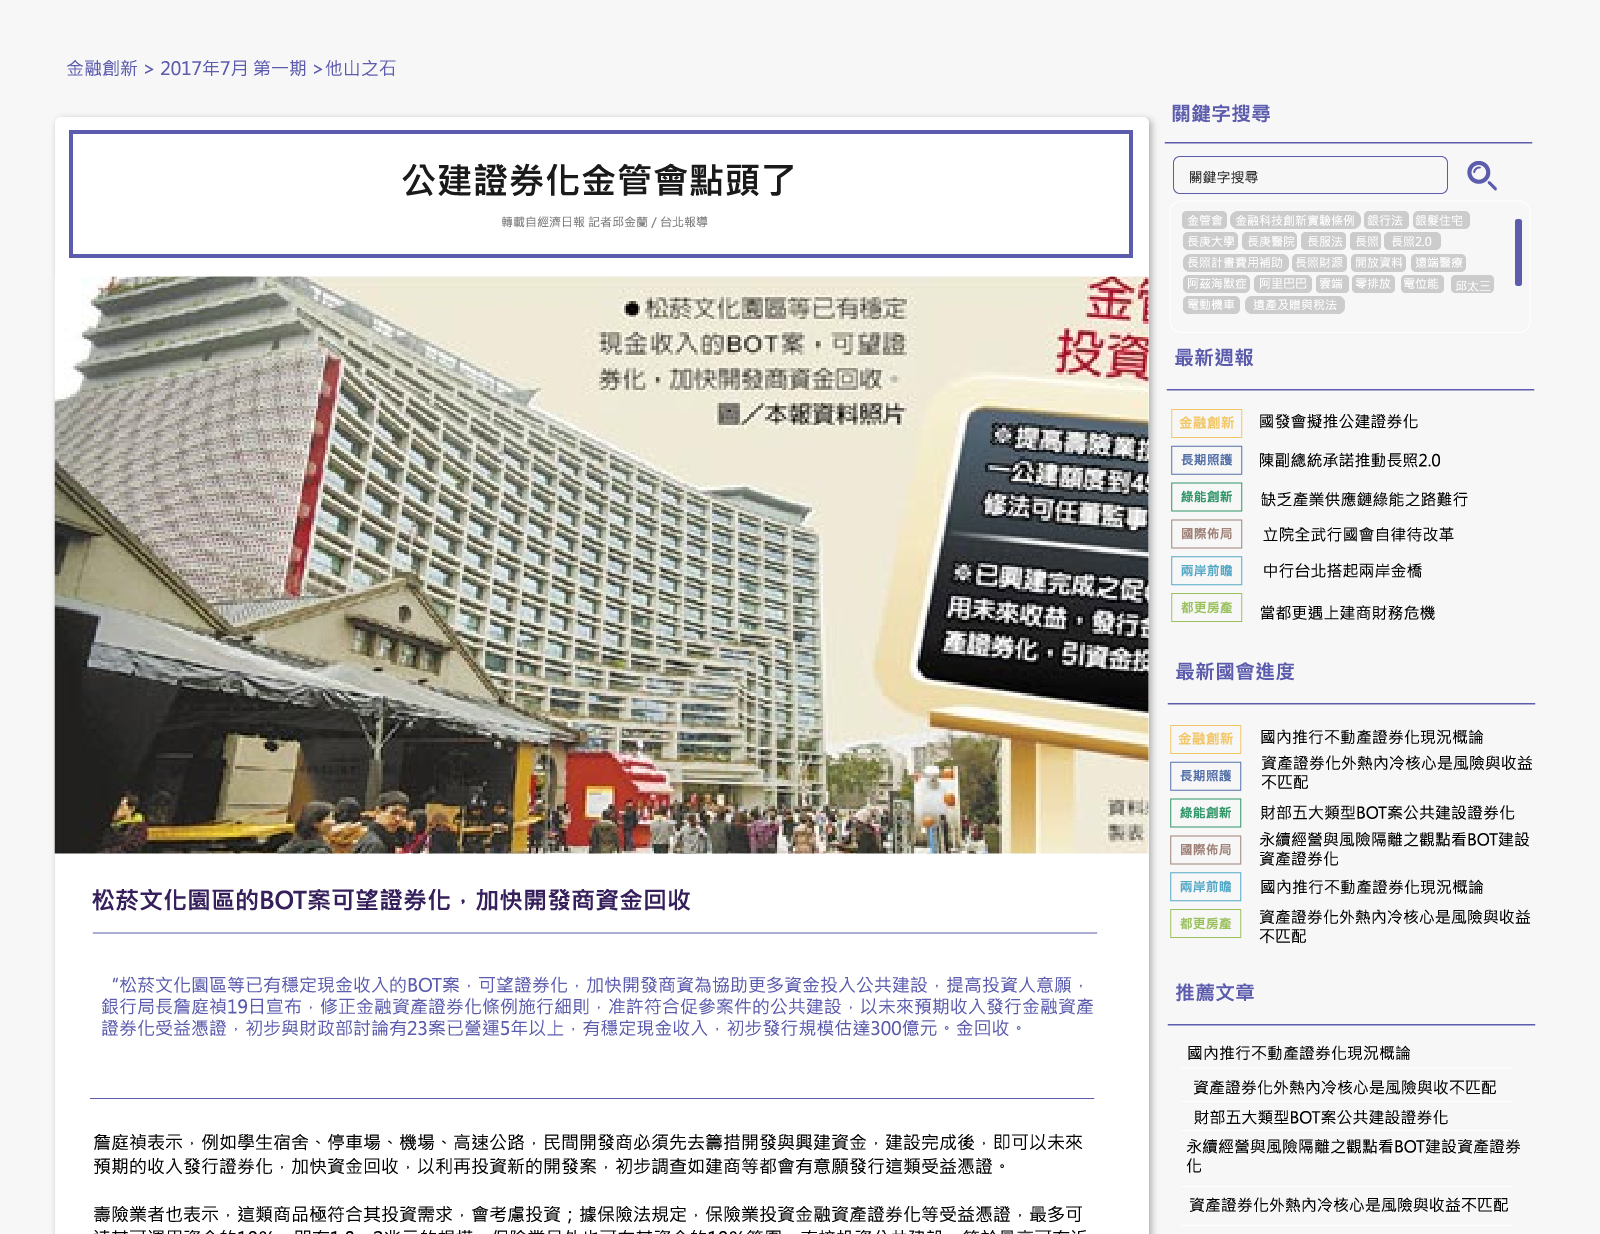 金融創新 > 2017年7月 第一期 >他山之石
公建證券化金管會點頭了
轉載自經濟日報 記者邱金蘭 / 台北報導
●松菸文化園區等已有穩定
現金收入的BOT案，可望證
券化，加快開發商資金回收。
圖／本報資料照片
金管
投資
※提高壽險業投
一公建額度到45
修法可任董監事
※已興建完成之促
用未來收益，發行金
產證券化，引資金投
資料
製表
松菸文化園區的BOT案可望證券化，加快開發商資金回收
“松菸文化園區等已有穩定現金收入的BOT案，可望證券化，加快開發商資為協助更多資金投入公共建設，提高投資人意願，
銀行局長詹庭禎19日宣布，修正金融資產證券化條例施行細則，准許符合促參案件的公共建設，以未來預期收入發行金融資產
證券化受益憑證，初步與財政部討論有23案已營運5年以上，有穩定現金收入，初步發行規模估達300億元。金回收。
詹庭禎表示，例如學生宿舍、停車場、機場、高速公路，民間開發商必須先去籌措開發與興建資金，建設完成後，即可以未來
預期的收入發行證券化，加快資金回收，以利再投資新的開發案，初步調查如建商等都會有意願發行這類受益憑證。
壽險業者也表示，這類商品極符合其投資需求，會考慮投資；據保險法規定，保險業投資金融資產證券化等受益憑證，最多可
關鍵字搜尋
關鍵字搜尋
金管會 金融科技創新實驗條例 銀行法 銀髮住宅
長庚大學 長庚醫院 長服法 長照 長照2.0
長照計畫費用補助 長照財源 開放資料 遠端醫療
阿茲海默症 阿里巴巴 雲端 零排放 電位能 邱太三
電動機車 遺產及贈與稅法
最新週報
金融創新 國發會擬推公建證券化
長期照護 陳副總統承諾推動長照2.0
綠能創新 缺乏產業供應鏈綠能之路難行
國際佈局 立院全武行國會自律待改革
兩岸前瞻 中行台北搭起兩岸金橋
都更房產 當都更遇上建商財務危機
最新國會進度
金融創新 國內推行不動產證券化現況概論
長期照護 資產證券化外熱內冷核心是風險與收益
不匹配
綠能創新 財部五大類型BOT案公共建設證券化
國際佈局 永續經營與風險隔離之觀點看BOT建設
資產證券化
兩岸前瞻 國內推行不動產證券化現況概論
都更房產 資產證券化外熱內冷核心是風險與收益
不匹配
推薦文章
國內推行不動產證券化現況概論
資產證券化外熱內冷核心是風險與收不匹配
財部五大類型BOT案公共建設證券化
永續經營與風險隔離之觀點看BOT建設資產證券
化
資產證券化外熱內冷核心是風險與收益不匹配